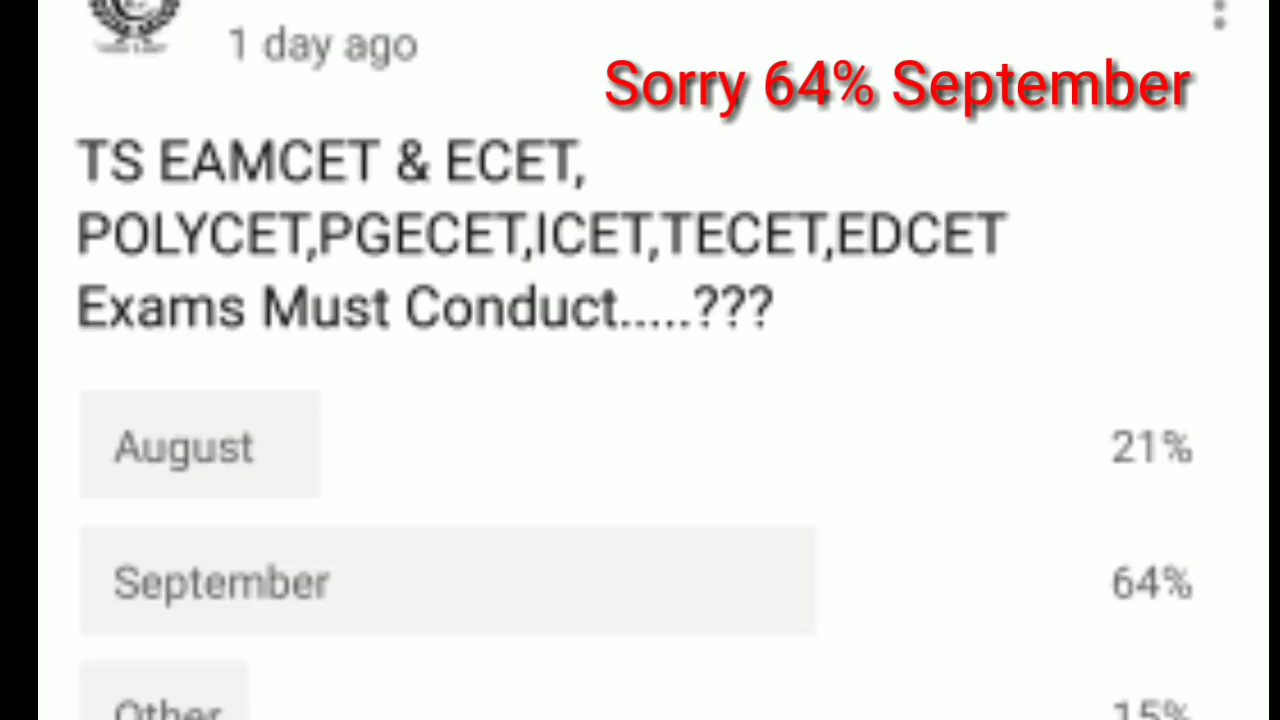 1 day ago
Sorry 64% September
TS EAMCET & ECET,
POLYCET,PGECET,ICET,TECET,EDCET
Exams Must Conduct.....???
August 21%
September 64%
Other 15%